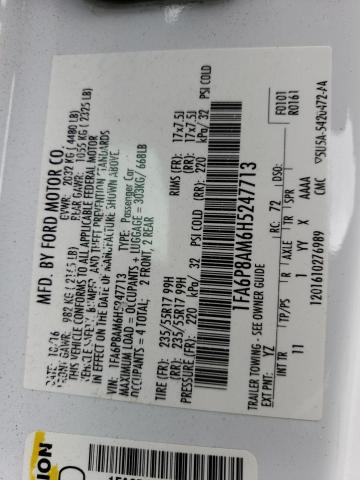 MFD. BY FORD MOTOR CO.
DATE: 10/16 GVWR: 2032 KG ( 4480 LB)
FRONT GAWR: 982 KG ( 2165 LB) REAR GAWR: 1055 KG ( 2325 LB)
THIS VEHICLE CONFORMS TO ALL APPLICABLE FEDERAL MOTOR
VEHICLE SAFETY, BUMPER, AND THEFT PREVENTION STANDARDS
IN EFFECT ON THE DATE OF MANUFACTURE SHOWN ABOVE.
VIN: 1FA6P8AM6H5247713 TYPE: Passenger Car
MAXIMUM LOAD = OCCUPANTS + LUGGAGE = 303KG / 668LB
OCCUPANTS = 4 TOTAL: 2 FRONT, 2 REAR
TIRE (FR): 235/55R17 99H RIMS (FR): 17x7.5J
(RR): 235/55R17 99H (RR): 17x7.5J
(FR): 220 kPa/ 32 PSI COLD (RR): 220 kPa/ 32 PSI COLD
1FA6P8AM6H5247713
F0101
R0161
TRAILER TOWING - SEE OWNER GUIDE
EXT PNT: YZ RC: 72 DSO:
INT TR TP/PS R AXLE TR SPR
11 I YY X AAAA
1201610276989 CMC
5U5A-5420472-AA
ION